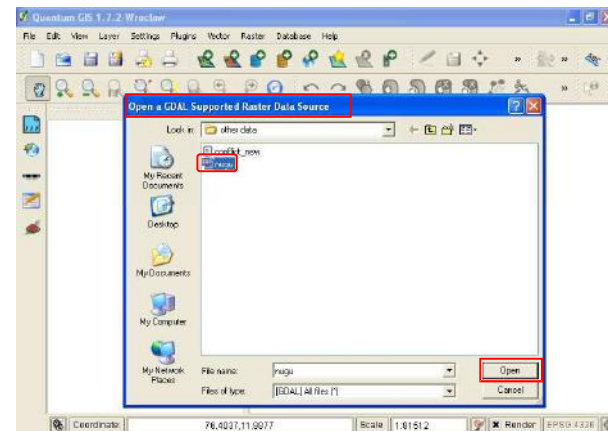 Quantum GIS 1.7.2-Wroclaw
File Edit View Layer Settings Plugins Vector Raster Database Help
Open a GDAL Supported Raster Data Source
Look in: other data
conflict_new
nugu
My Recent Documents
Desktop
My Documents
My Computer
My Network Places
File name: nugu Open
Files of type: [GDAL] All files (*) Cancel
Coordinate: 76.4037,11.9977 Scale 1:81512 Render EPSG:4326